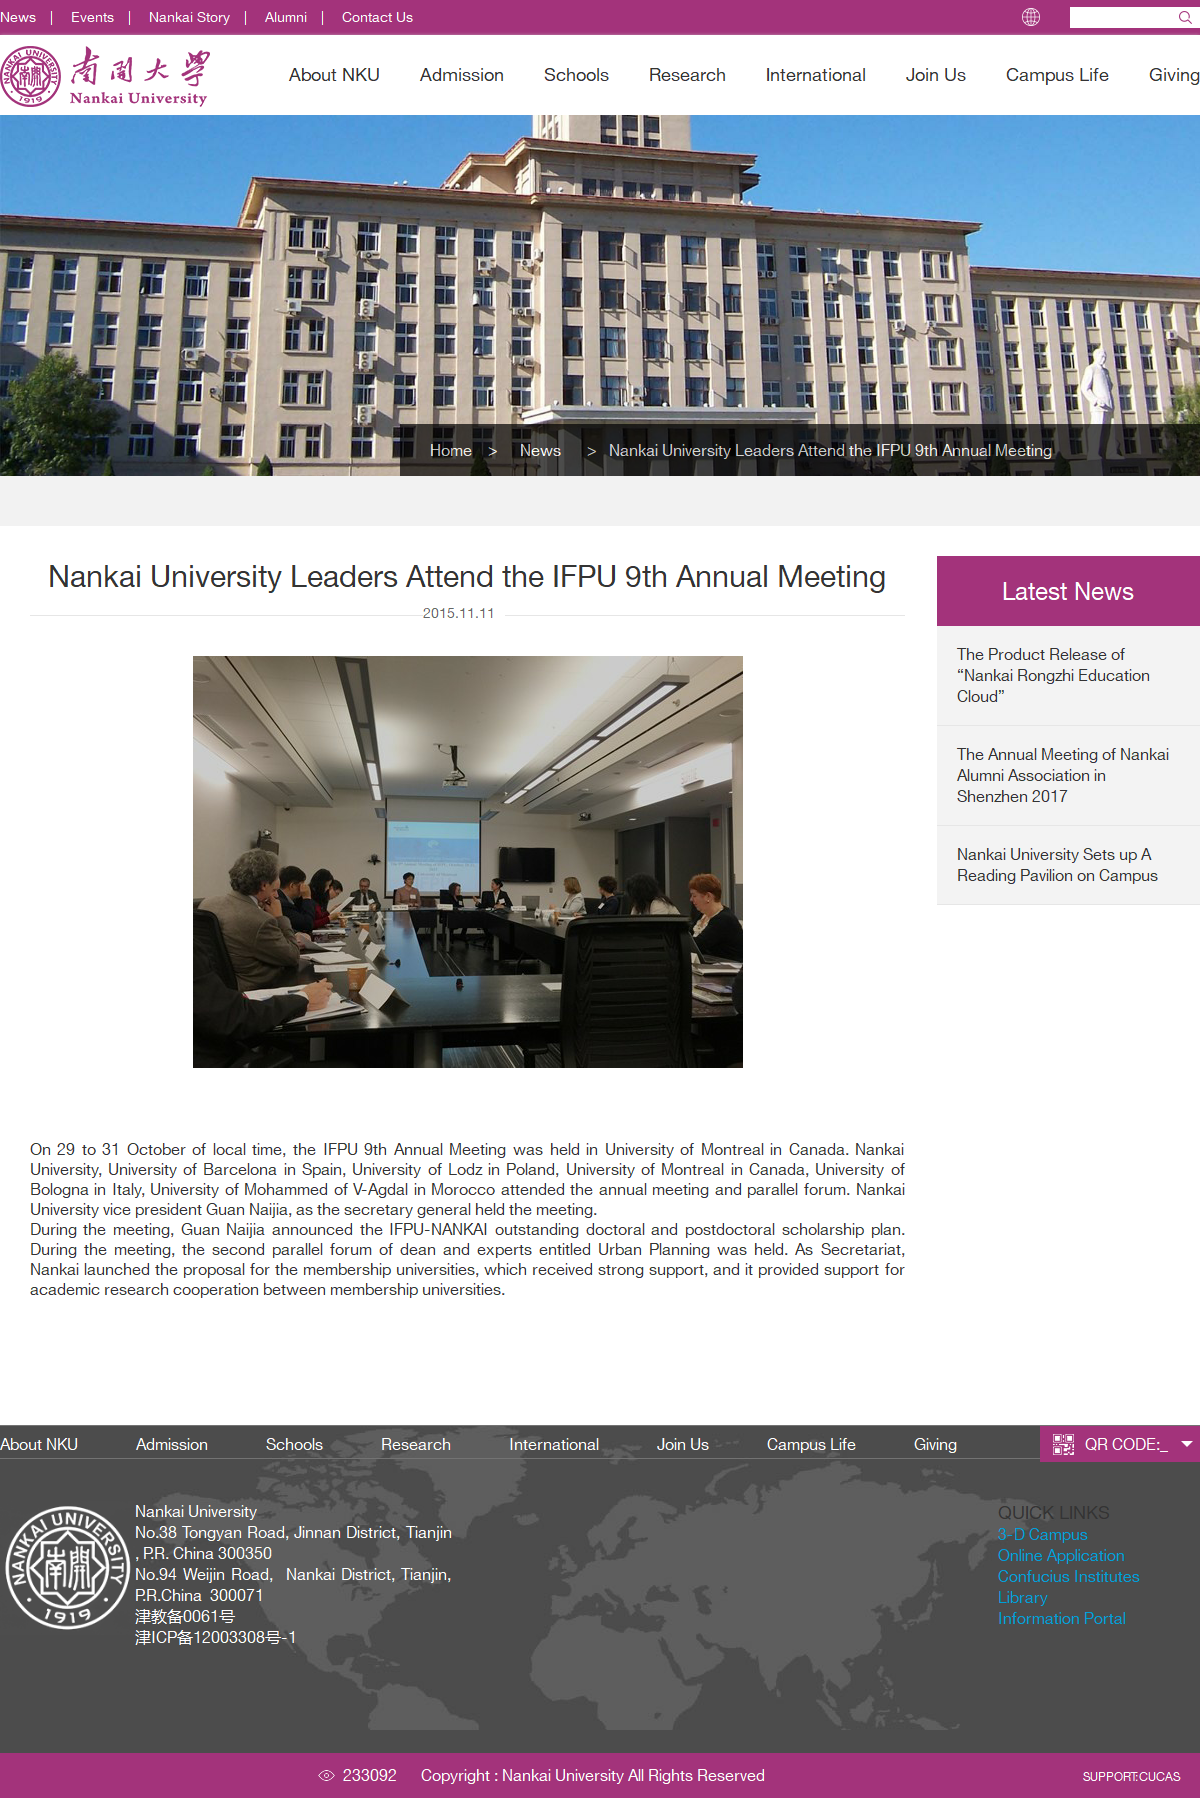 News | Events | Nankai Story | Alumni | Contact Us
NANKAI UNIVERSITY
南開
1919
南開大學
Nankai University
About NKU Admission Schools Research International Join Us Campus Life Giving
Home > News > Nankai University Leaders Attend the IFPU 9th Annual Meeting
Nankai University Leaders Attend the IFPU 9th Annual Meeting
2015.11.11
Latest News
The Product Release of
“Nankai Rongzhi Education
Cloud”
The Annual Meeting of Nankai
Alumni Association in
Shenzhen 2017
Nankai University Sets up A
Reading Pavilion on Campus
On 29 to 31 October of local time, the IFPU 9th Annual Meeting was held in University of Montreal in Canada. Nankai
University, University of Barcelona in Spain, University of Lodz in Poland, University of Montreal in Canada, University of
Bologna in Italy, University of Mohammed of V-Agdal in Morocco attended the annual meeting and parallel forum. Nankai
University vice president Guan Naijia, as the secretary general held the meeting.
During the meeting, Guan Naijia announced the IFPU-NANKAI outstanding doctoral and postdoctoral scholarship plan.
During the meeting, the second parallel forum of dean and experts entitled Urban Planning was held. As Secretariat,
Nankai launched the proposal for the membership universities, which received strong support, and it provided support for
academic research cooperation between membership universities.
About NKU Admission Schools Research International Join Us Campus Life Giving
QR CODE:_
NANKAI UNIVERSITY
南開
1919
Nankai University
No.38 Tongyan Road, Jinnan District, Tianjin
, P.R. China 300350
No.94 Weijin Road, Nankai District, Tianjin,
P.R.China 300071
津教备0061号
津ICP备12003308号-1
QUICK LINKS
3-D Campus
Online Application
Confucius Institutes
Library
Information Portal
233092 Copyright : Nankai University All Rights Reserved
SUPPORT:CUCAS